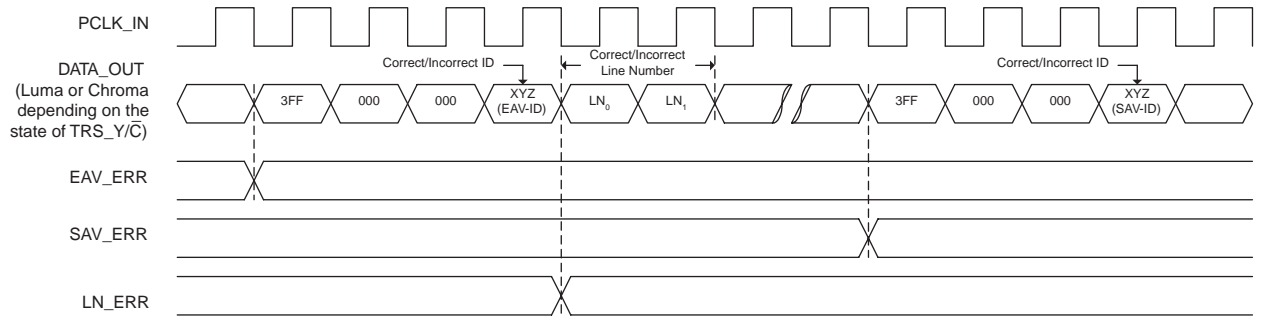 PCLK_IN
DATA_OUT
(Luma or Chroma
depending on the
state of TRS_Y/C̅)
Correct/Incorrect ID
Correct/Incorrect
Line Number
Correct/Incorrect ID
3FF
000
000
XYZ
(EAV-ID)
LN₀
LN₁
3FF
000
000
XYZ
(SAV-ID)
EAV_ERR
SAV_ERR
LN_ERR